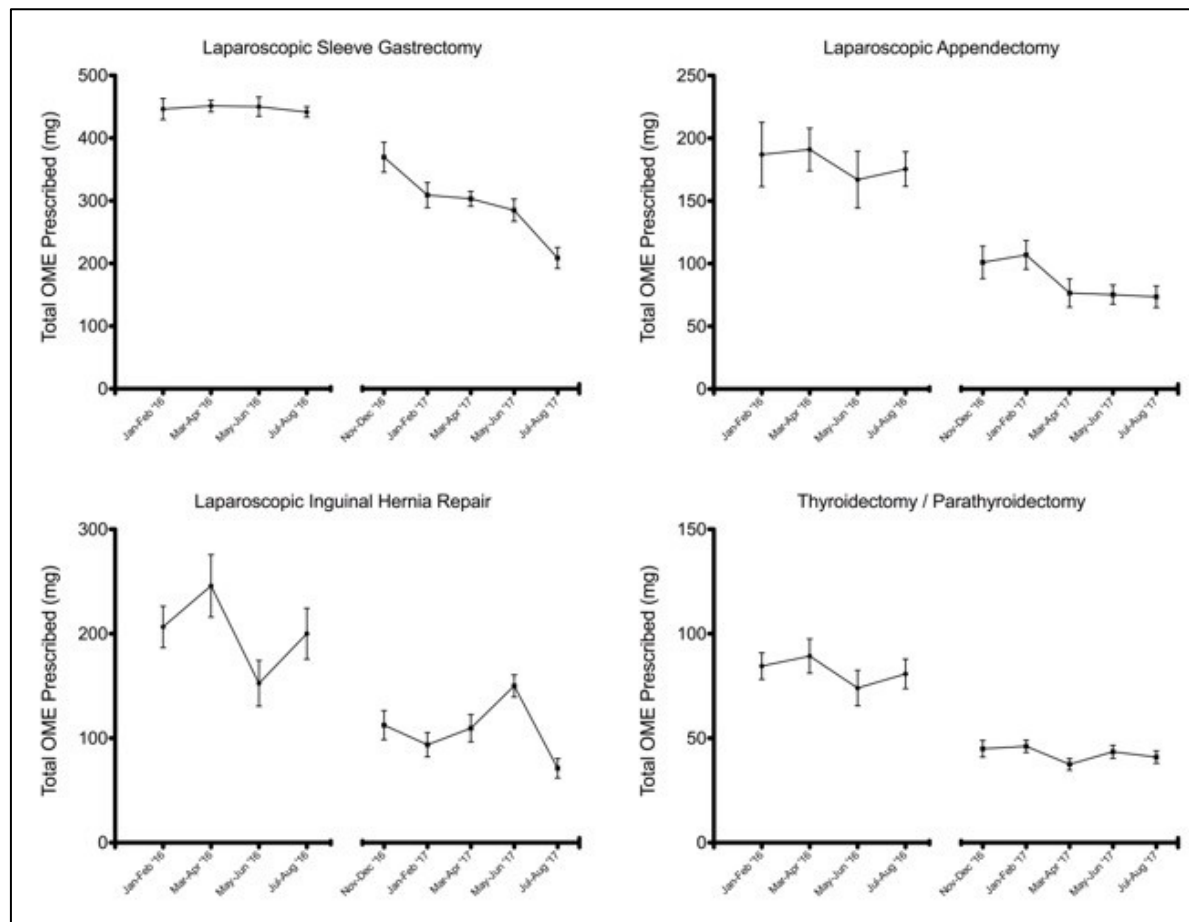 Laparoscopic Sleeve Gastrectomy
Total OME Prescribed (mg)
500
400
300
200
100
0
Jan-Feb '16
Mar-Apr '16
May-Jun '16
Jul-Aug '16
Nov-Dec '16
Jan-Feb '17
Mar-Apr '17
May-Jun '17
Jul-Aug '17
Laparoscopic Appendectomy
Total OME Prescribed (mg)
250
200
150
100
50
0
Jan-Feb '16
Mar-Apr '16
May-Jun '16
Jul-Aug '16
Nov-Dec '16
Jan-Feb '17
Mar-Apr '17
May-Jun '17
Jul-Aug '17
Laparoscopic Inguinal Hernia Repair
Total OME Prescribed (mg)
300
200
100
0
Jan-Feb '16
Mar-Apr '16
May-Jun '16
Jul-Aug '16
Nov-Dec '16
Jan-Feb '17
Mar-Apr '17
May-Jun '17
Jul-Aug '17
Thyroidectomy / Parathyroidectomy
Total OME Prescribed (mg)
150
100
50
0
Jan-Feb '16
Mar-Apr '16
May-Jun '16
Jul-Aug '16
Nov-Dec '16
Jan-Feb '17
Mar-Apr '17
May-Jun '17
Jul-Aug '17